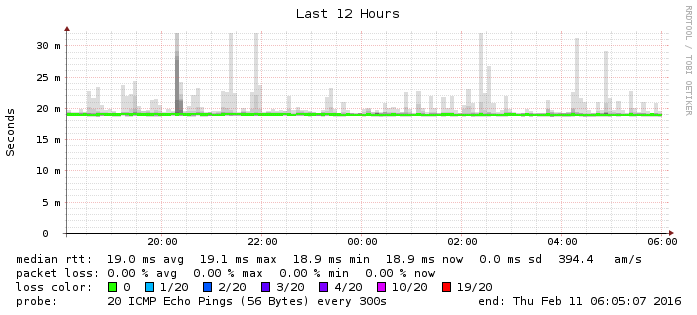 Last 12 Hours
RRDTOOL / TOBI OETIKER
Seconds
30 m
25 m
20 m
15 m
10 m
5 m
0
20:00 22:00 00:00 02:00 04:00 06:00
median rtt: 19.0 ms avg 19.1 ms max 18.9 ms min 18.9 ms now 0.0 ms sd 394.4 am/s
packet loss: 0.00 % avg 0.00 % max 0.00 % min 0.00 % now
loss color: 0 1/20 2/20 3/20 4/20 10/20 19/20
probe: 20 ICMP Echo Pings (56 Bytes) every 300s end: Thu Feb 11 06:05:07 2016